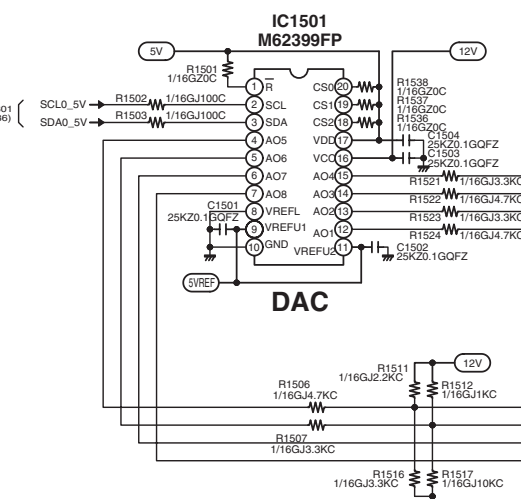 IC1501
M62399FP
5V
12V
R1501
1/16GZ0C
SCL0_5V
R1502
1/16GJ100C
SDA0_5V
R1503
1/16GJ100C
1
R
2
SCL
3
SDA
4
AO5
5
AO6
6
AO7
7
AO8
8
VREFL
9
VREFU1
10
GND
CS0
20
CS1
19
CS2
18
VDD
17
VCC
16
AO4
15
AO3
14
AO2
13
AO1
12
VREFU2
11
R1538
1/16GZ0C
R1537
1/16GZ0C
R1536
1/16GZ0C
C1504
25KZ0.1GQFZ
C1503
25KZ0.1GQFZ
R1521
1/16GJ3.3KC
R1522
1/16GJ4.7KC
R1523
1/16GJ3.3KC
R1524
1/16GJ4.7KC
C1501
25KZ0.1GQFZ
C1502
25KZ0.1GQFZ
5VREF
DAC
12V
R1511
1/16GJ2.2KC
R1512
1/16GJ1KC
R1506
1/16GJ4.7KC
R1507
1/16GJ3.3KC
R1516
1/16GJ3.3KC
R1517
1/16GJ10KC